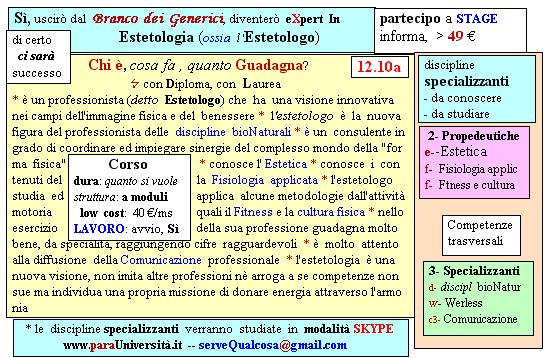 Sì, uscirò dal Branco dei Generici, diventerò eXpert In
Estetologia (ossia l'Estetologo)
partecipo a STAGE
informa, > 49 €
di certo
ci sarà
successo
Chi è, cosa fa , quanto Guadagna?
con Diploma, con Laurea
12.10a
* è un professionista (detto Estetologo) che ha una visione innovativa
nei campi dell'immagine fisica e del benessere * l'estetologo è la nuova
figura del professionista delle discipline bioNaturali * è un consulente in
grado di coordinare ed impiegare sinergie del complesso mondo della "for
ma fisica" * conosce l'Estetica * conosce i con
tenuti del la Fisiologia applicata * l'estetologo
studia ed applica alcune metodologie dall'attività
motoria quali il Fitness e la cultura fisica * nello
esercizio della sua professione guadagna molto
bene, da specialità, raggiungendo cifre ragguardevoli * è molto attento
alla diffusione della Comunicazione professionale * l'estetologia è una
nuova visione, non imita altre professioni nè arroga a se competenze non
sue ma individua una propria missione di donare energia attraverso l'armo
nia
Corso
dura: quanto si vuole
struttura: a moduli
low cost: 40 €/ms
LAVORO: avvio, Sì
discipline
specializzanti
- da conoscere
- da studiare
2- Propedeutiche
e--Estetica
f- Fisiologia applic
f- Ftness e cultura
Competenze
trasversali
3- Specializzanti
d- discipl bioNatur
w- Werless
c3- Comunicazione
* le discipline specializzanti verranno studiate in modalità SKYPE
www.paraUniversità.it -- serveQualcosa@gmail.com